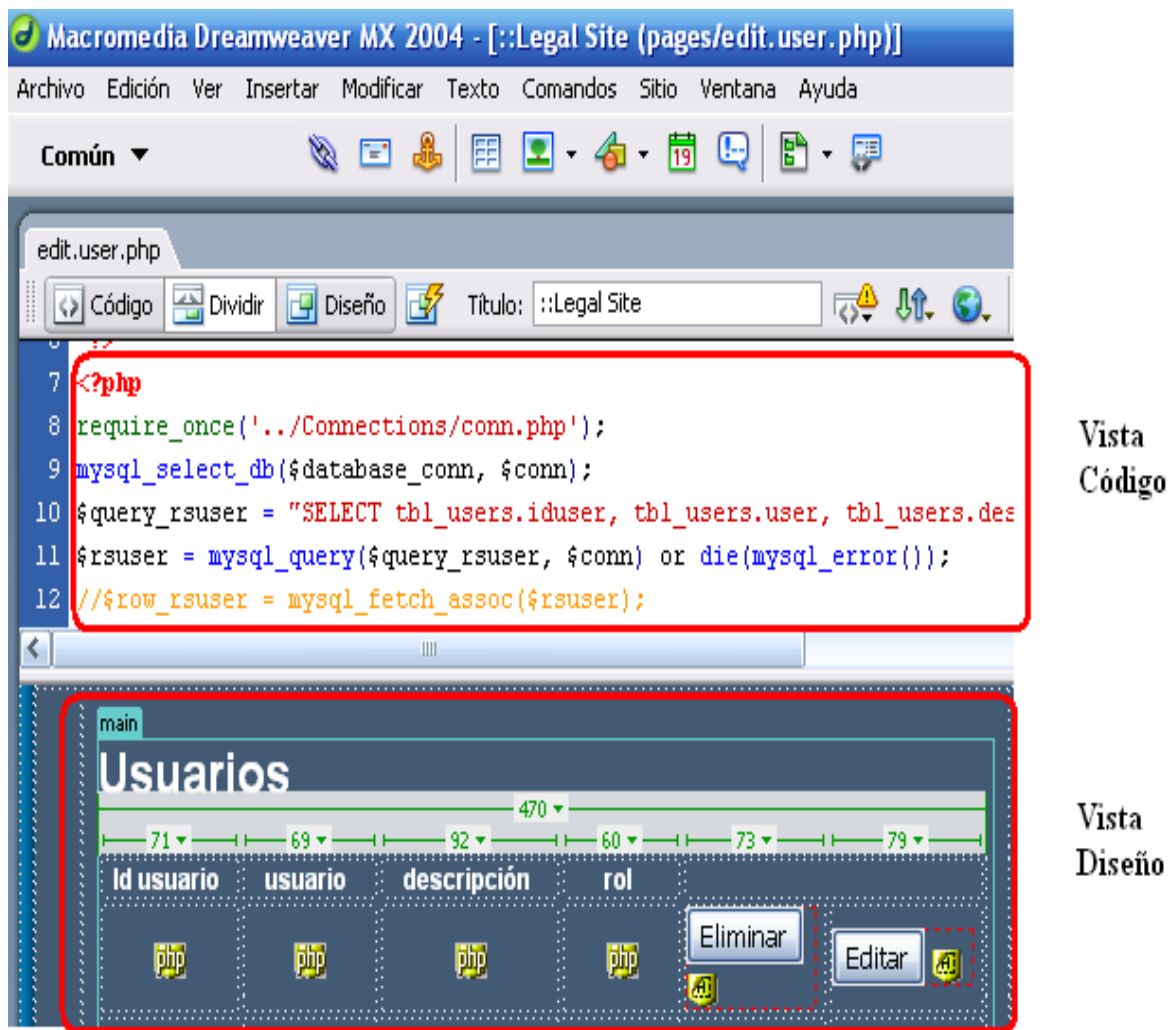 Macromedia Dreamweaver MX 2004 - [::Legal Site (pages/edit.user.php)]
Archivo Edición Ver Insertar Modificar Texto Comandos Sitio Ventana Ayuda
Común
19
edit.user.php
Código Dividir Diseño Título: ::Legal Site
6 ?>
7 <?php
8 require_once('../Connections/conn.php');
9 mysql_select_db($database_conn, $conn);
10 $query_rsuser = "SELECT tbl_users.iduser, tbl_users.user, tbl_users.des
11 $rsuser = mysql_query($query_rsuser, $conn) or die(mysql_error());
12 //$row_rsuser = mysql_fetch_assoc($rsuser);
Vista
Código
main
Usuarios
470
71 69 92 60 73 79
Id usuario usuario descripción rol
php php php php Eliminar Editar
Vista
Diseño